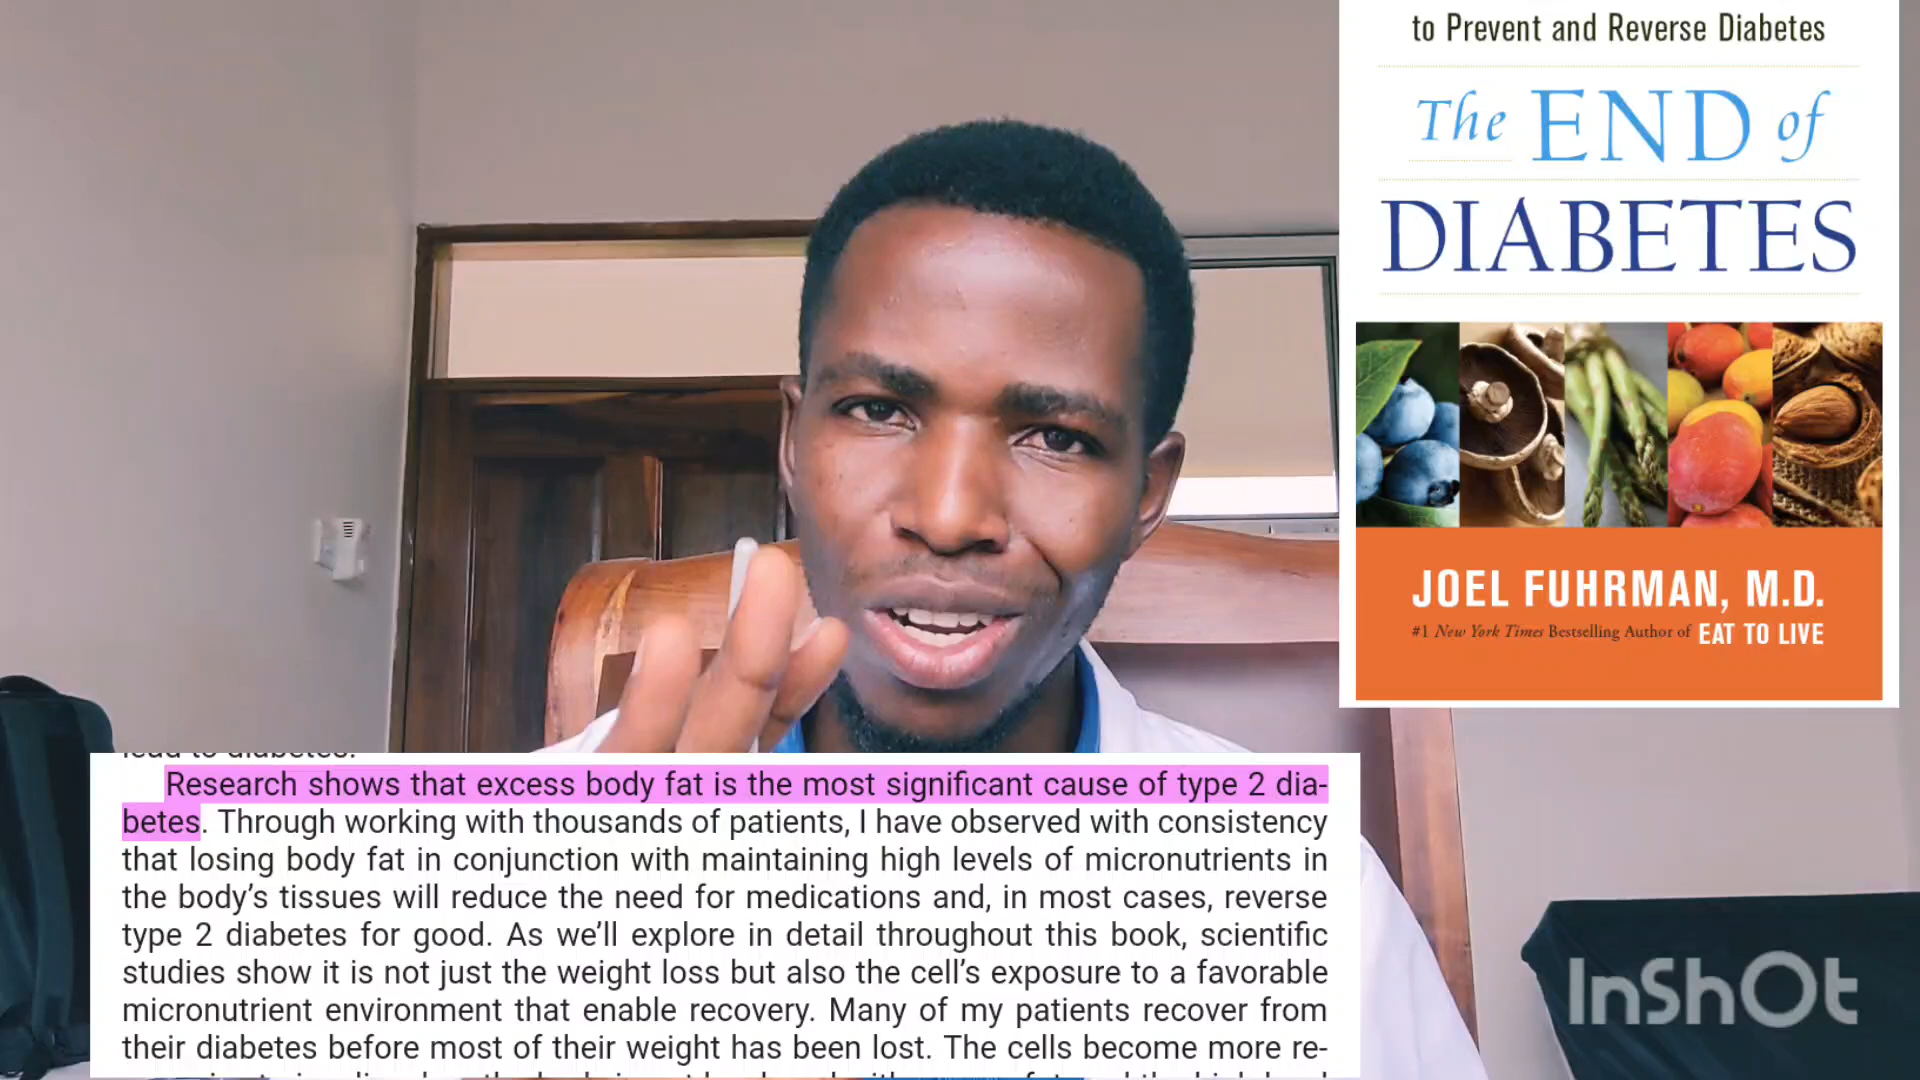 to Prevent and Reverse Diabetes
The END of
DIABETES
JOEL FUHRMAN, M.D.
#1 New York Times Bestselling Author of EAT TO LIVE
lead to diabetes.
Research shows that excess body fat is the most significant cause of type 2 dia-
betes. Through working with thousands of patients, I have observed with consistency
that losing body fat in conjunction with maintaining high levels of micronutrients in
the body's tissues will reduce the need for medications and, in most cases, reverse
type 2 diabetes for good. As we'll explore in detail throughout this book, scientific
studies show it is not just the weight loss but also the cell's exposure to a favorable
micronutrient environment that enable recovery. Many of my patients recover from
their diabetes before most of their weight has been lost. The cells become more re-
InShOt